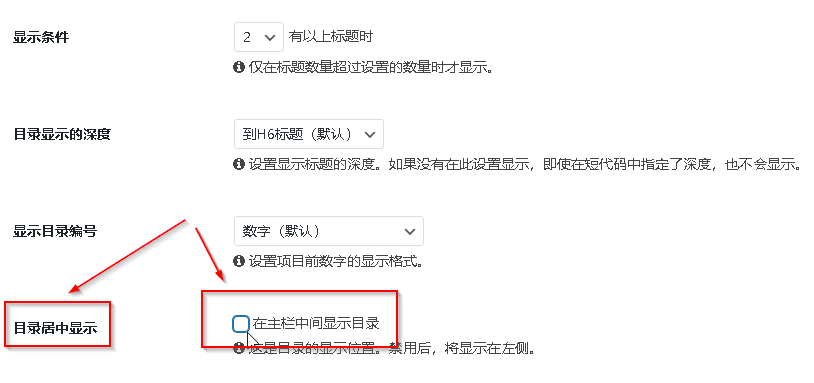 显示条件
2 有以上标题时
仅在标题数量超过设置的数量时才显示。
目录显示的深度
到H6标题（默认）
设置显示标题的深度。如果没有在此设置显示，即使在短代码中指定了深度，也不会显示。
显示目录编号
数字（默认）
设置项目前数字的显示格式。
目录居中显示
在主栏中间显示目录
这是目录的显示位置。禁用后，将显示在左侧。